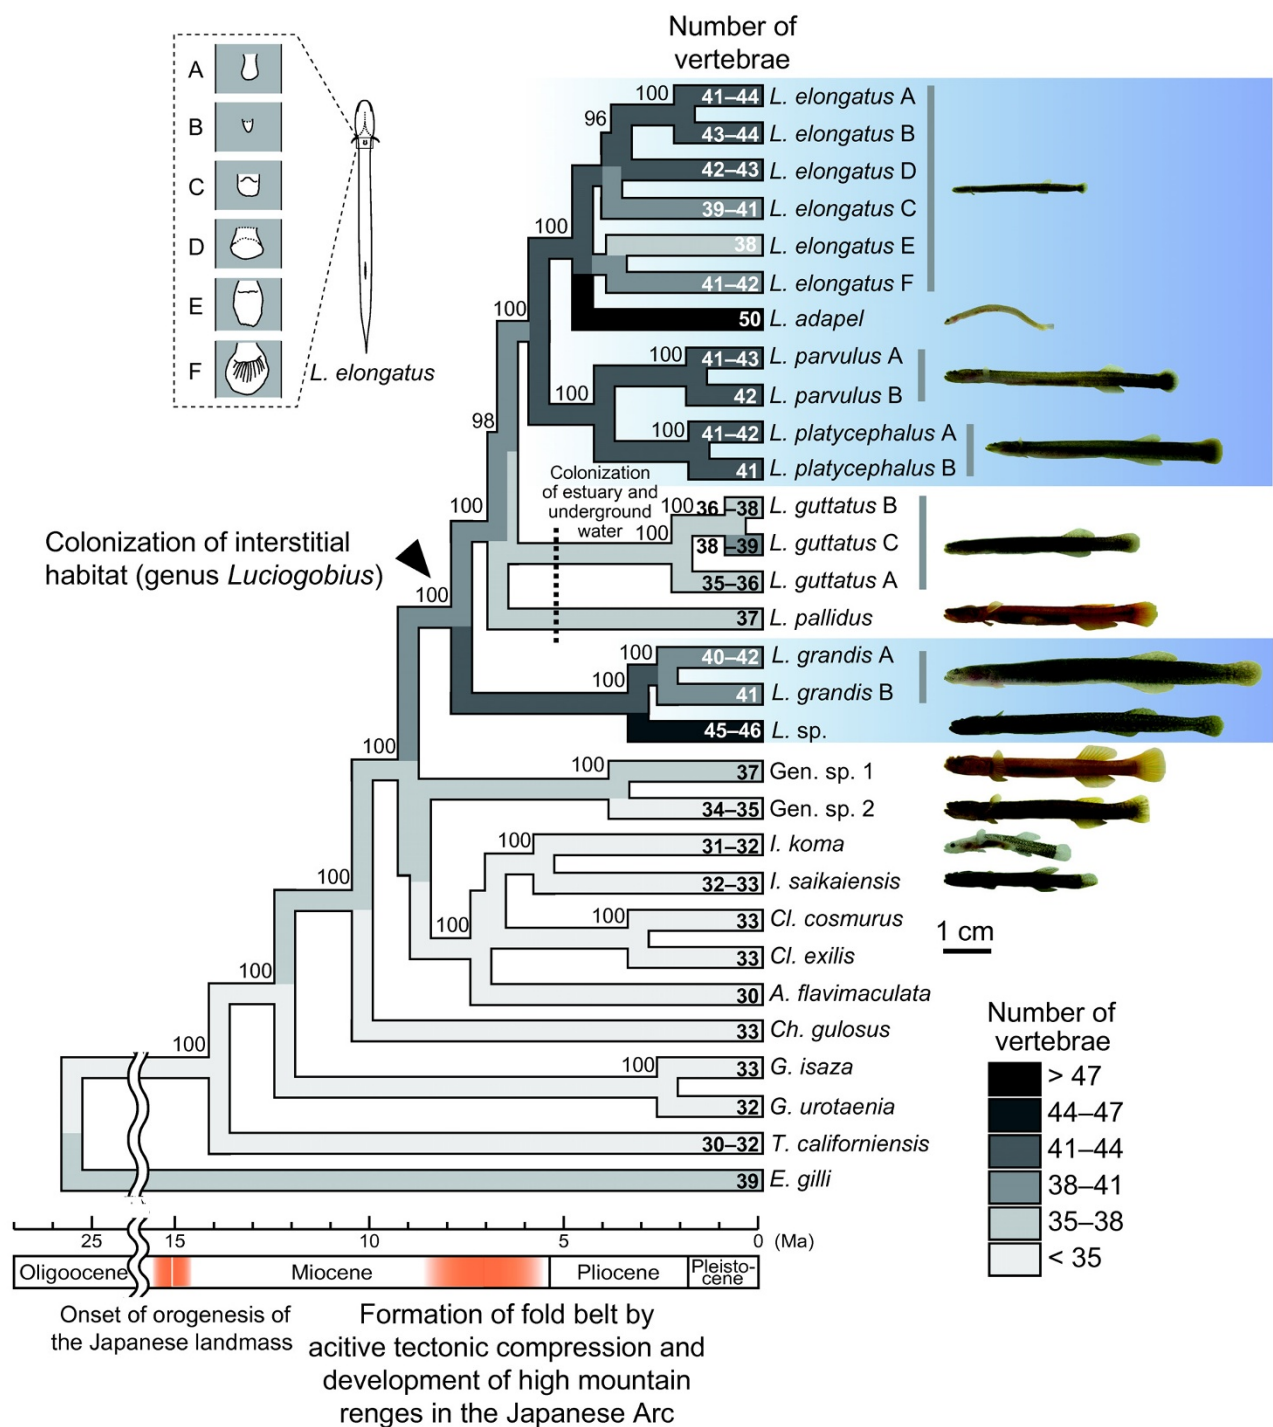 Number of
vertebrae
A
B
C
D
E
F
L. elongatus
100
41–44
L. elongatus A
96
43–44
L. elongatus B
42–43
L. elongatus D
39–41
L. elongatus C
100
38
L. elongatus E
41–42
L. elongatus F
100
50
L. adapel
100
41–43
L. parvulus A
42
L. parvulus B
100
98
100
41–42
L. platycephalus A
41
L. platycephalus B
Colonization
of estuary and
underground
water
100
36–38
L. guttatus B
100
100
38–39
L. guttatus C
35–36
L. guttatus A
Colonization of interstitial
habitat (genus Luciogobius)
100
37
L. pallidus
100
40–42
L. grandis A
100
41
L. grandis B
45–46
L. sp.
100
37
Gen. sp. 1
34–35
Gen. sp. 2
100
31–32
I. koma
100
32–33
I. saikaiensis
100
100
33
Cl. cosmurus
33
Cl. exilis
100
30
A. flavimaculata
33
Ch. gulosus
100
100
33
G. isaza
32
G. urotaenia
30–32
T. californiensis
39
E. gilli
1 cm
Number of
vertebrae
> 47
44–47
41–44
38–41
35–38
< 35
25
15
10
5
0
(Ma)
Oligoocene
Miocene
Pliocene
Pleisto-
cene
Onset of orogenesis of
the Japanese landmass
Formation of fold belt by
acitive tectonic compression and
development of high mountain
renges in the Japanese Arc